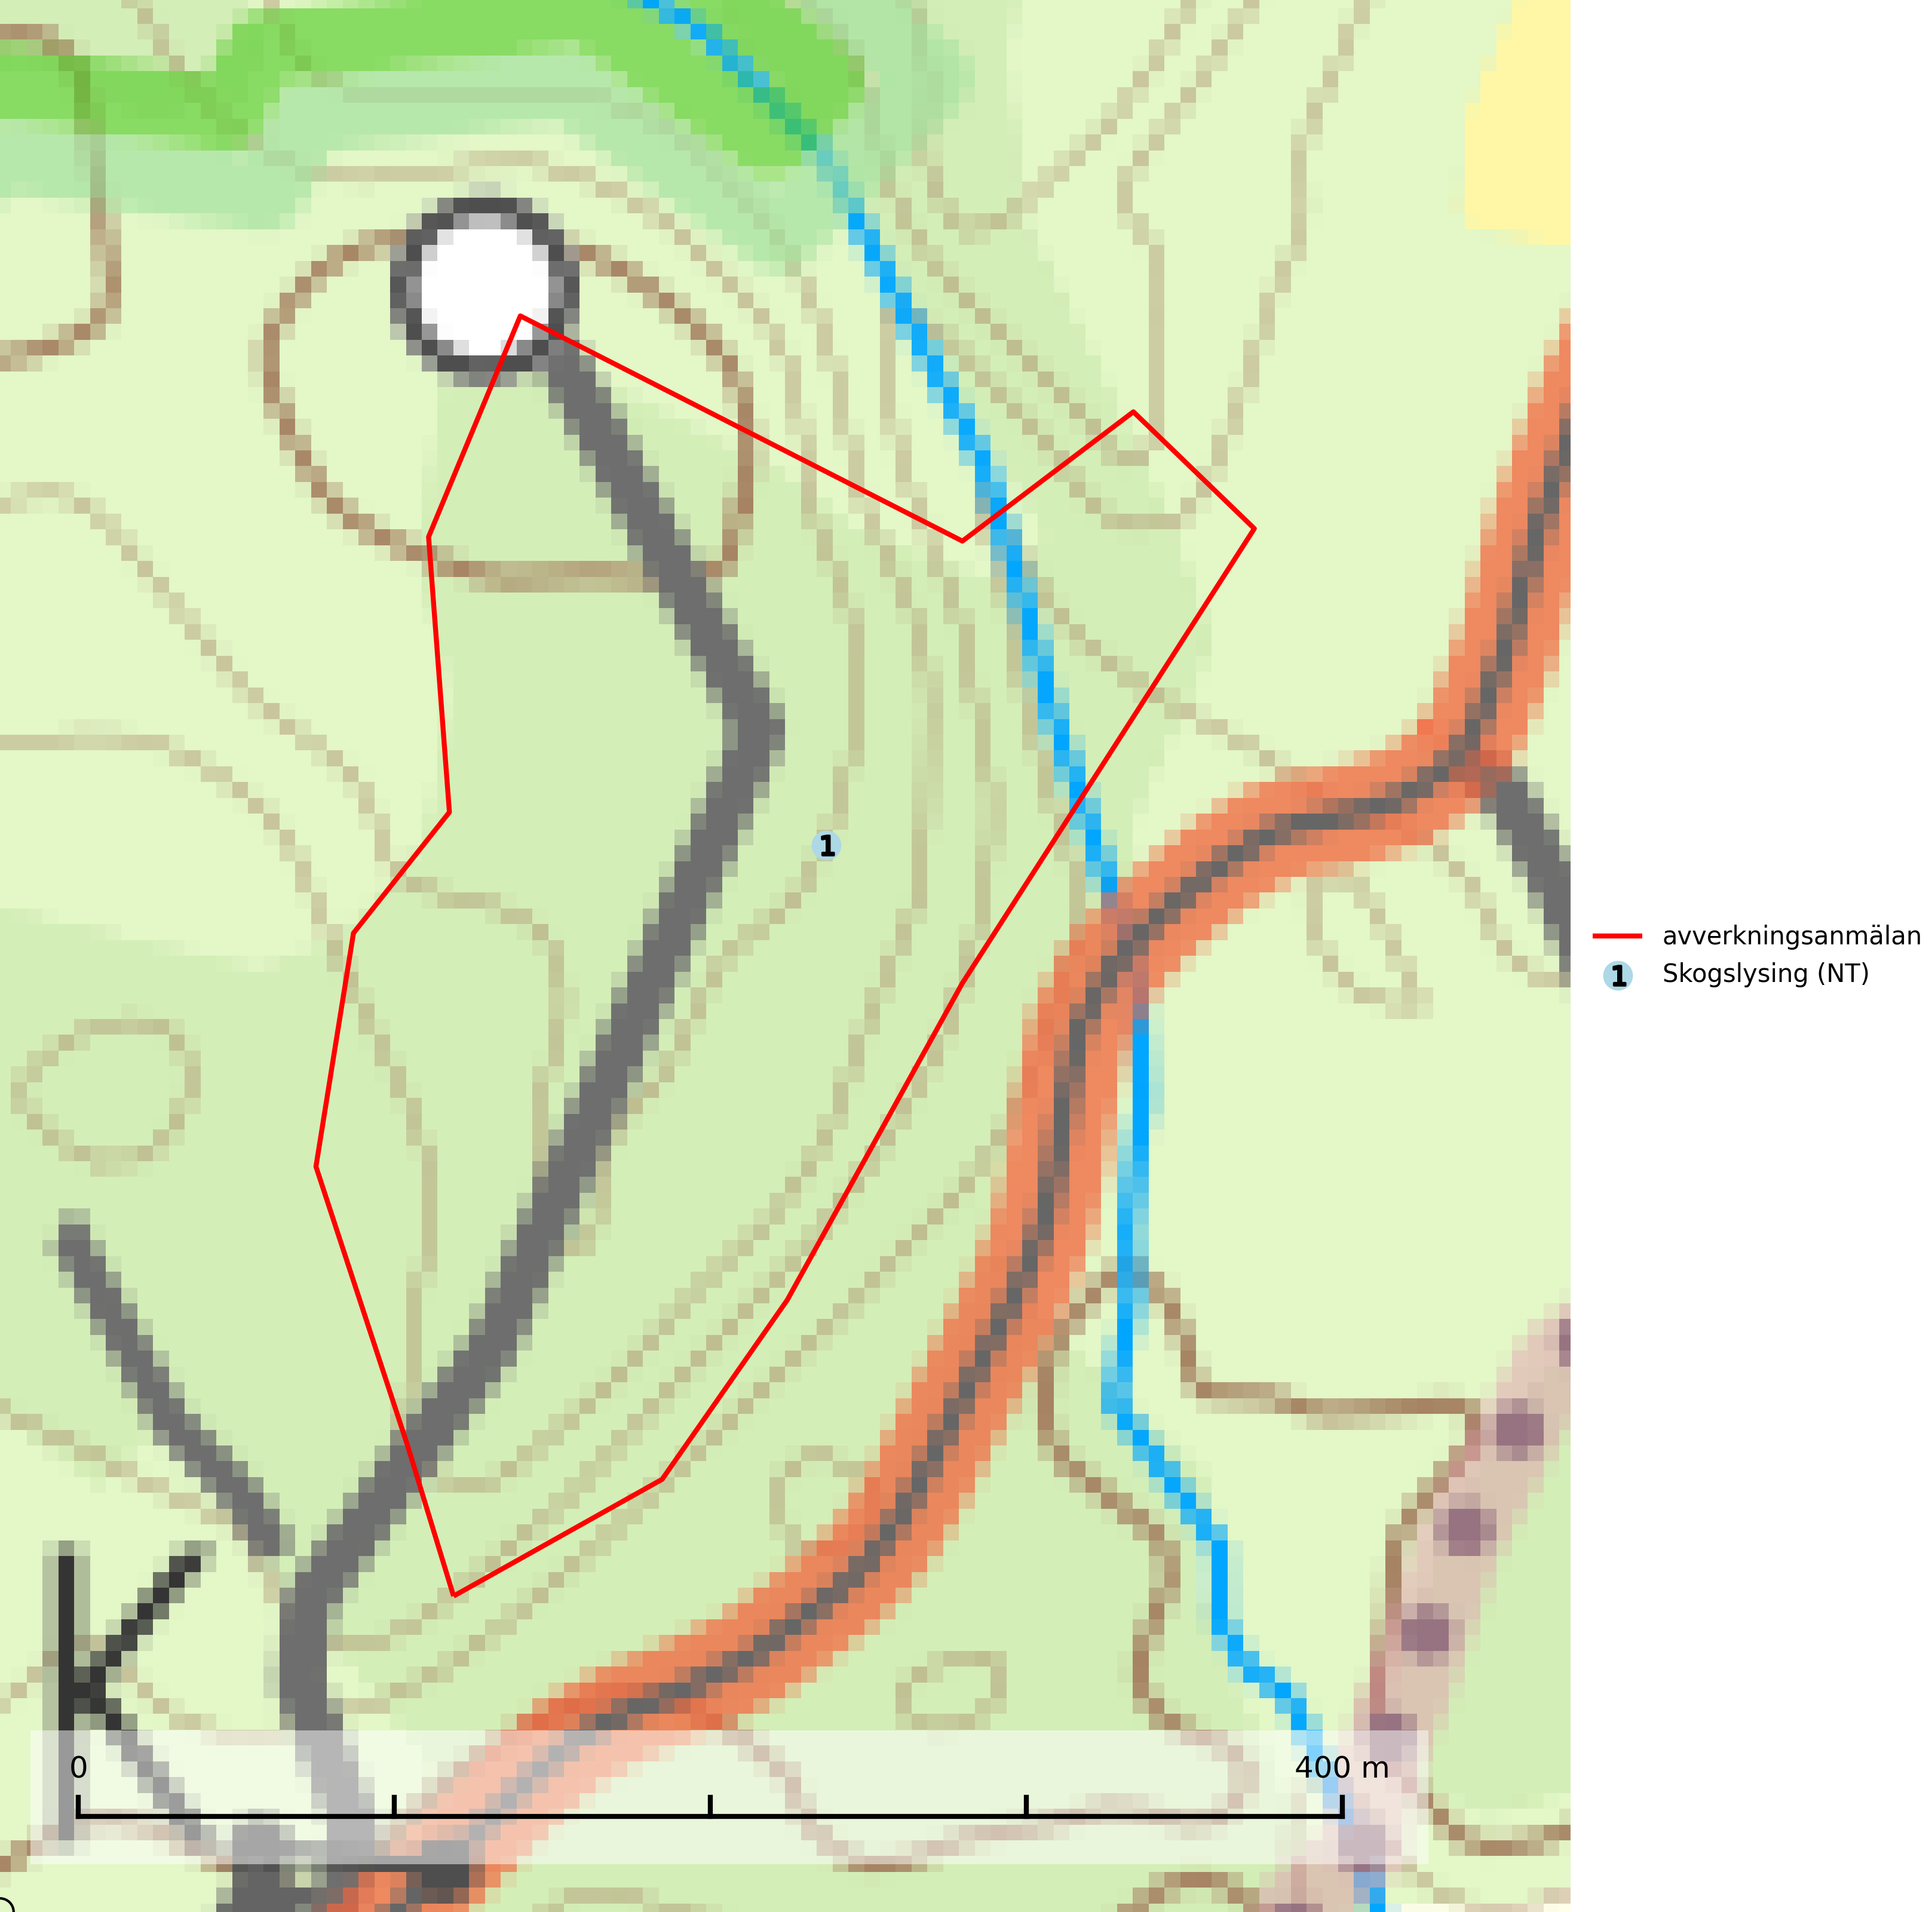 1
avverkningsanmälan
1 Skogslysing (NT)
0 400 m